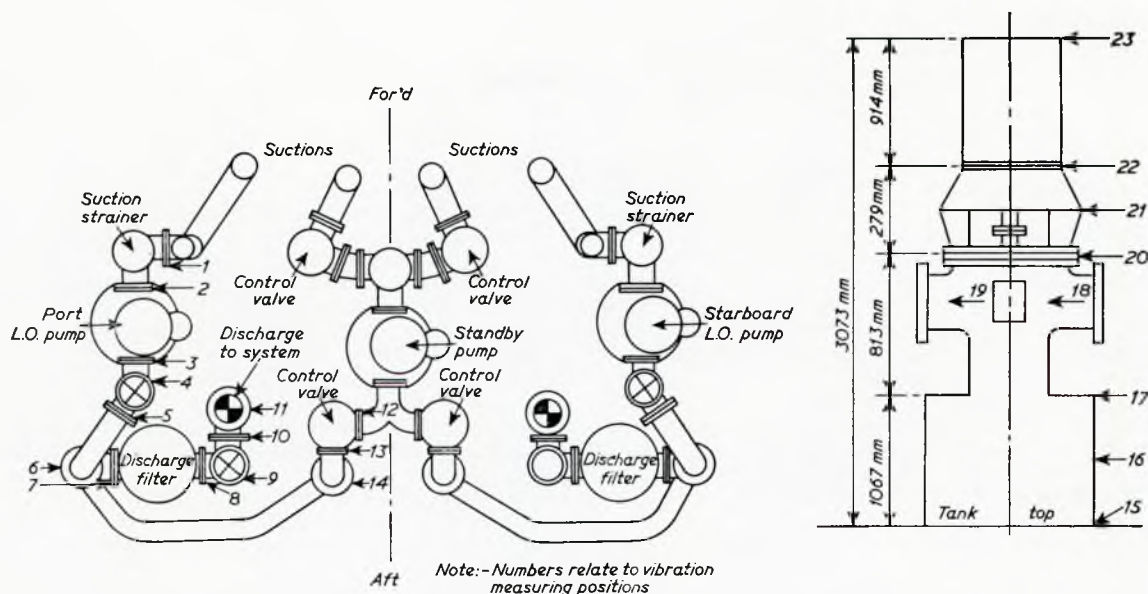 For'd
Suctions
Suctions
Suction
strainer
Suction
strainer
1
Control
valve
Control
valve
2
Port
L.O. pump
Discharge
to system
Standby
pump
Starboard
L.O. pump
3
4
Control
valve
Control
valve
5
11
12
10
13
6
7
Discharge
filter
8
9
14
Discharge
filter
Aft
Note:-Numbers relate to vibration
measuring positions
23
914 mm
22
279 mm
21
20
3073 mm
19
18
813 mm
17
1067 mm
16
15
Tank top